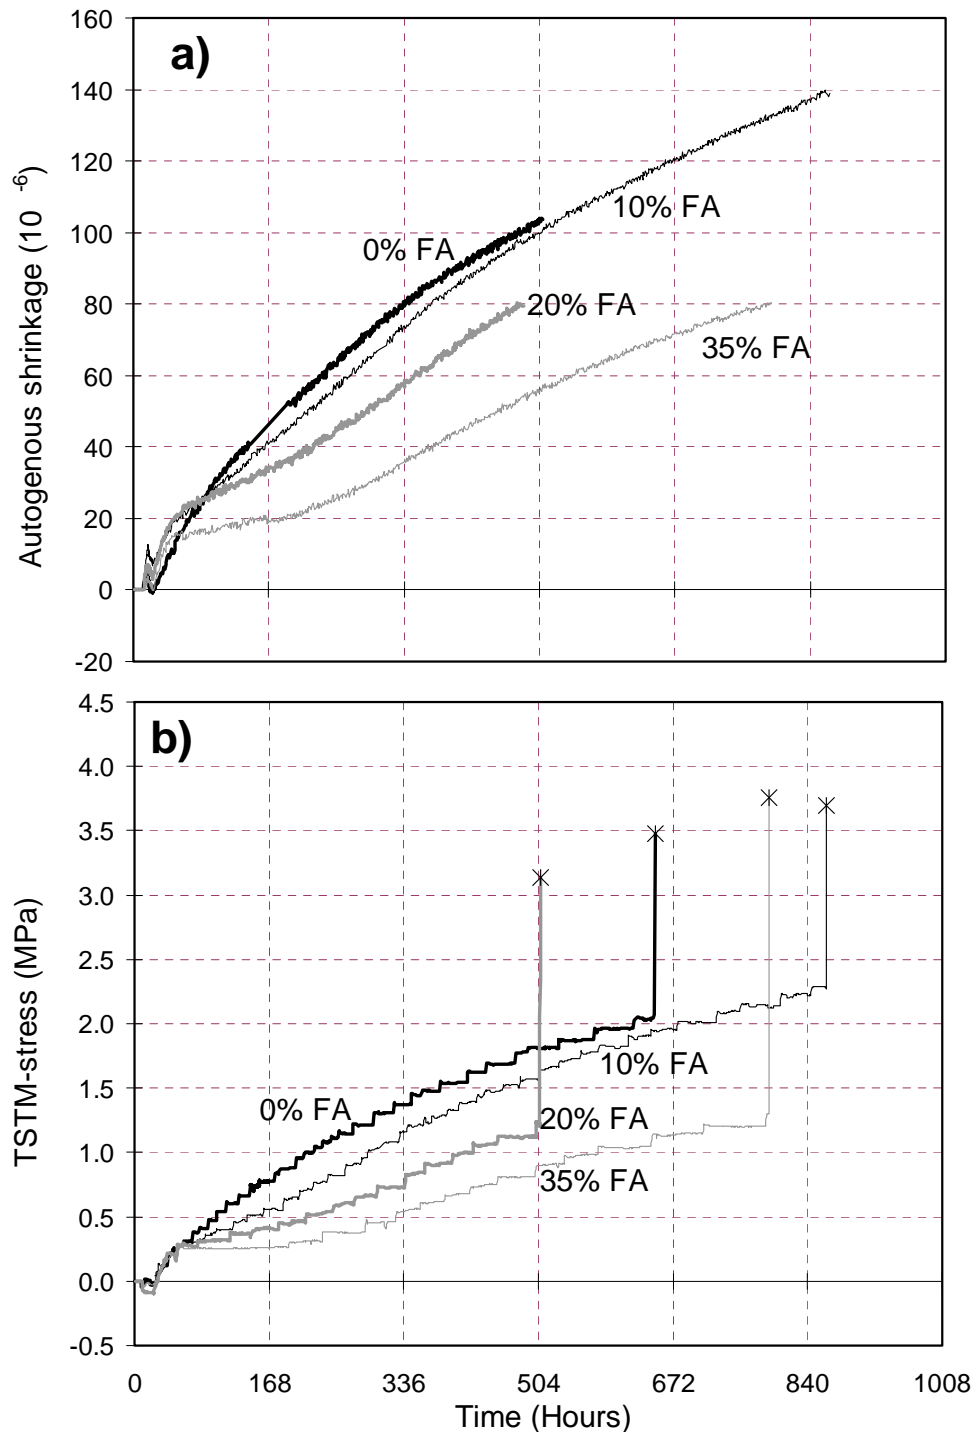 160
a)
140
120
10% FA
100
0% FA
80
20% FA
35% FA
60
40
20
0
-20
Autogenous shrinkage (10 -6)
4.5
b)
4.0
3.5
3.0
2.5
2.0
1.5
10% FA
0% FA
20% FA
1.0
35% FA
0.5
0.0
-0.5
TSTM-stress (MPa)
0 168 336 504 672 840 1008
Time (Hours)